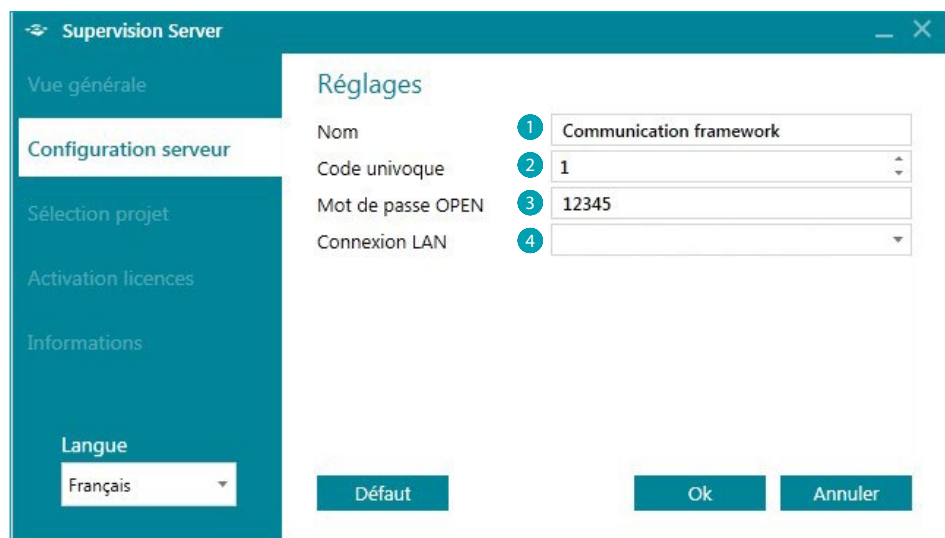 Supervision Server
Vue générale
Configuration serveur
Sélection projet
Activation licences
Informations
Langue
Français
Réglages
Nom 1 Communication framework
Code univoque 2 1
Mot de passe OPEN 3 12345
Connexion LAN 4
Défaut Ok Annuler